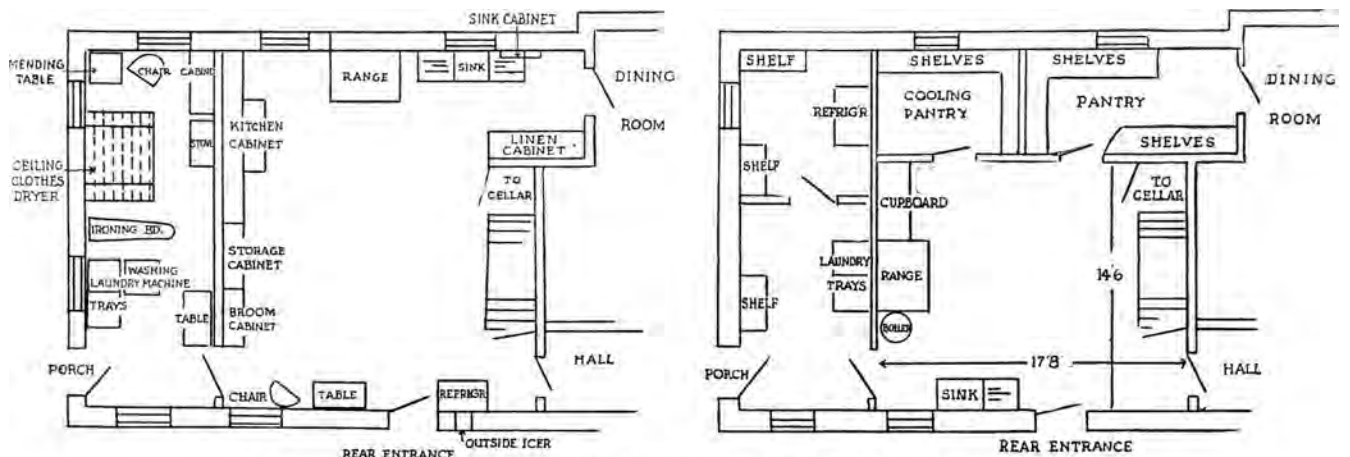 SINK CABINET
MENDING
TABLE
CHAIR
CABINE
RANGE
SINK
DINING
ROOM
KITCHEN
CABINET
STOVE
LINEN
CABINET
CEILING
CLOTHES
DRYER
TO
CELLAR
IRONING BD.
STORAGE
CABINET
WASHING
LAUNDRY MACHINE
TRAYS
TABLE
BROOM
CABINET
HALL
PORCH
CHAIR
TABLE
REFRIGR
OUTSIDE ICER
REAR ENTRANCE
SHELF
SHELVES
SHELVES
REFRIG'R
COOLING
PANTRY
PANTRY
DINING
ROOM
SHELVES
SHELF
TO
CELLAR
CUPBOARD
LAUNDRY
TRAYS
RANGE
14'6
SHELF
BOILER
17'8
HALL
PORCH
SINK
REAR ENTRANCE